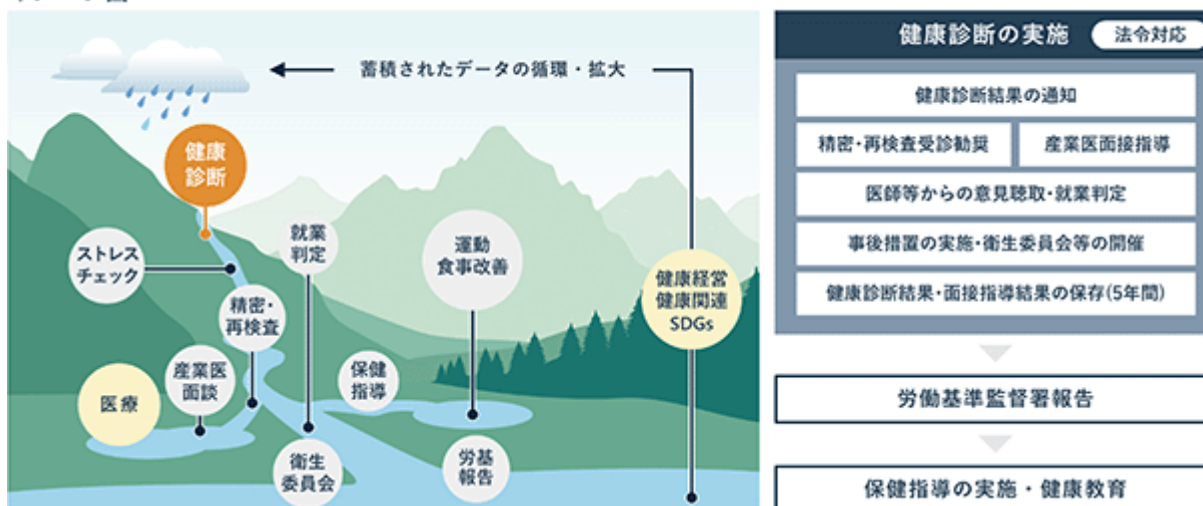 蓄積されたデータの循環・拡大
健康
診断
ストレス
チェック
就業
判定
運動
食事改善
精密・
再検査
健康経営
健康関連
SDGs
産業医
面談
保健
指導
医療
衛生
委員会
労基
報告
健康診断の実施 法令対応
健康診断結果の通知
精密・再検査受診勧奨 産業医面接指導
医師等からの意見聴取・就業判定
事後措置の実施・衛生委員会等の開催
健康診断結果・面接指導結果の保存(5年間)
労働基準監督署報告
保健指導の実施・健康教育